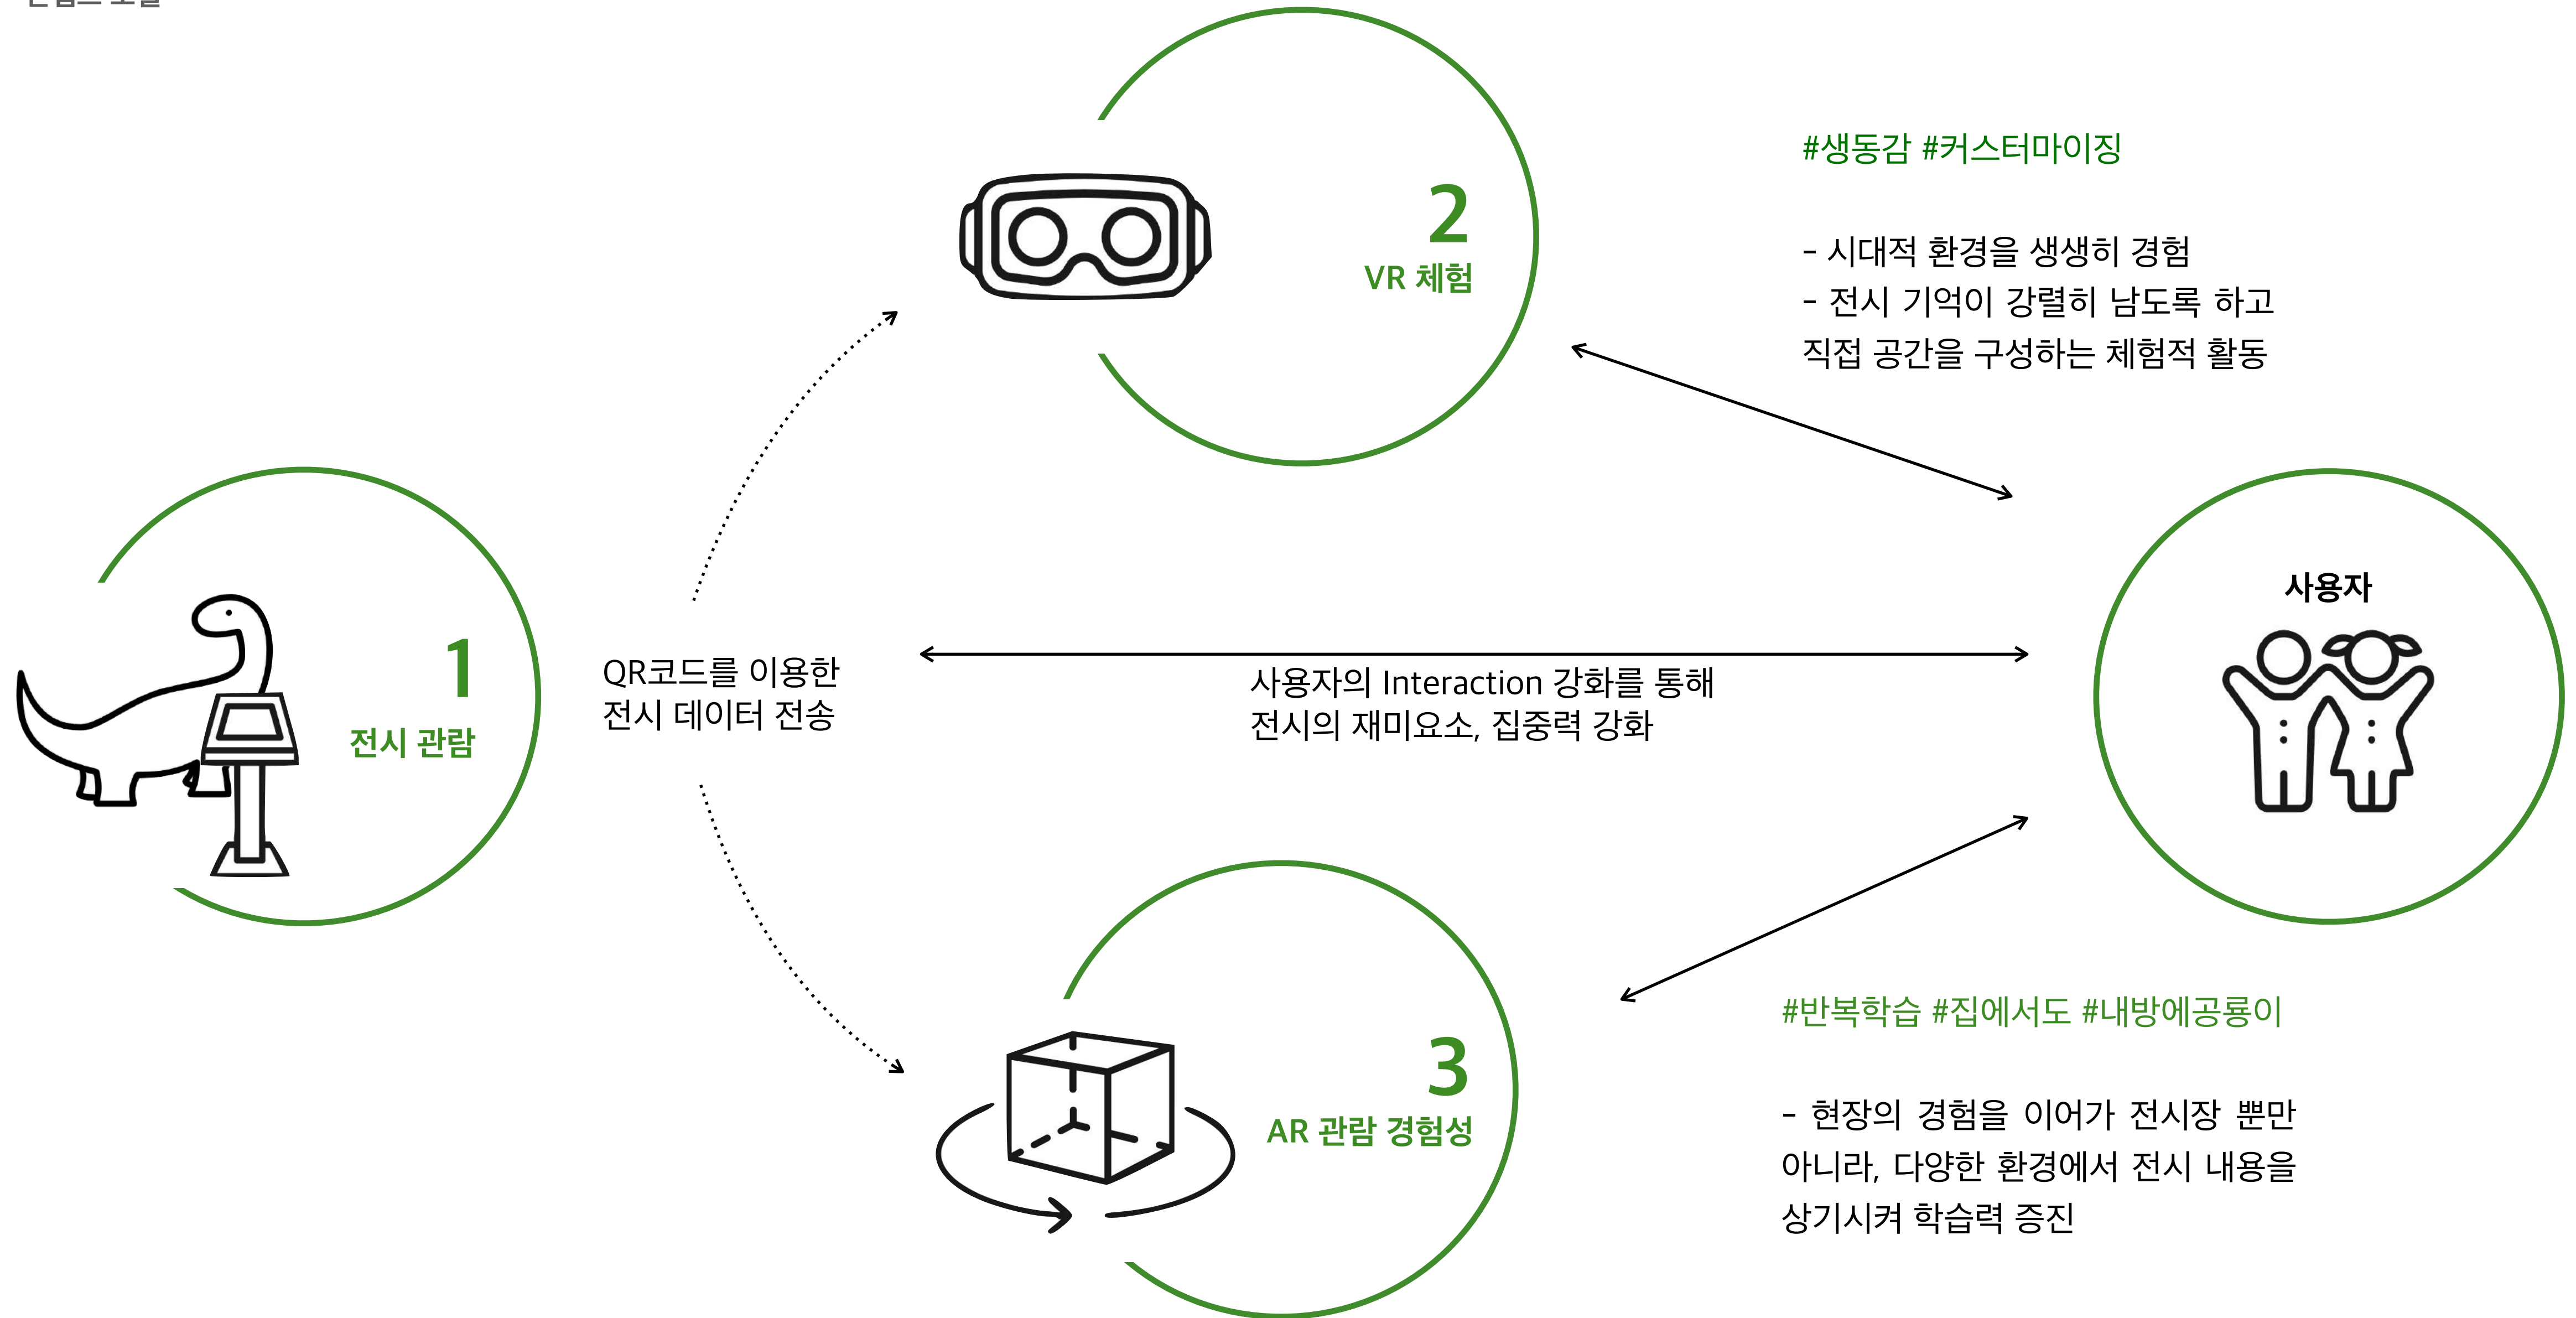 #생동감 #커스터마이징
- 시대적 환경을 생생히 경험
- 전시 기억이 강렬히 남도록 하고
직접 공간을 구성하는 체험적 활동
2
VR 체험
사용자
1
전시 관람
QR코드를 이용한
전시 데이터 전송
사용자의 Interaction 강화를 통해
전시의 재미요소, 집중력 강화
3
AR 관람 경험성
#반복학습 #집에서도 #내방에공룡이
- 현장의 경험을 이어가 전시장 뿐만
아니라, 다양한 환경에서 전시 내용을
상기시켜 학습력 증진